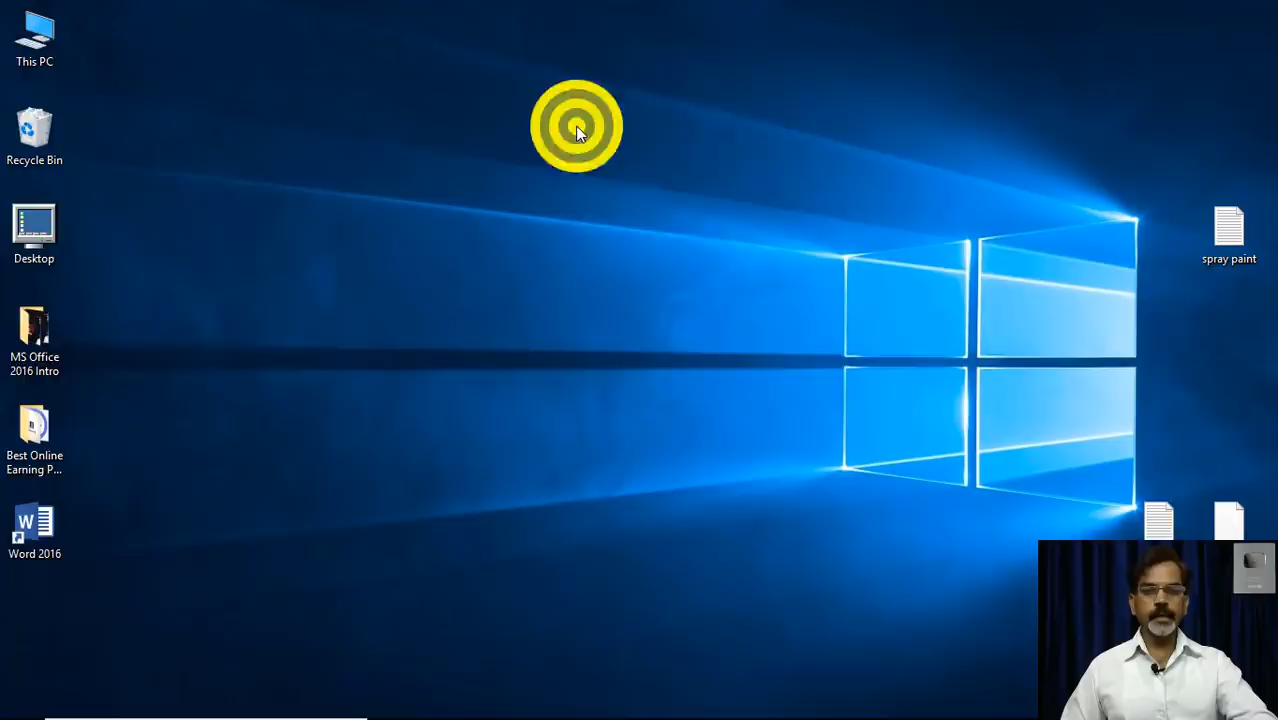 This PC
Recycle Bin
Desktop
MS Office
2016 Intro
Best Online
Earning P...
W
Word 2016
spray paint